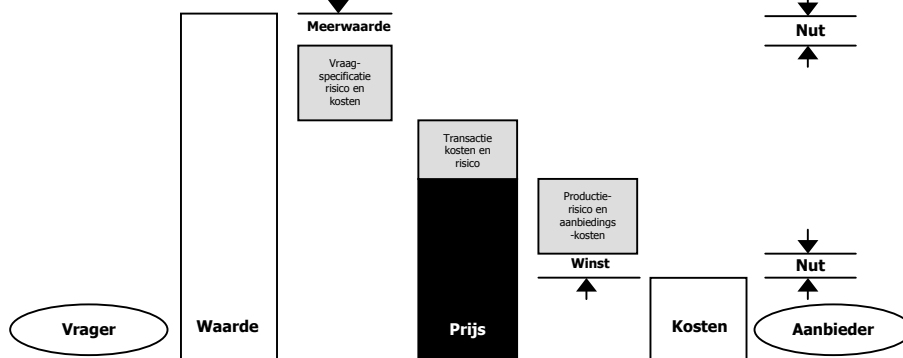 Meerwaarde
Vraag-
specificatie
risico en
kosten
Nut
Transactie
kosten en
risico
Productie-
risico en
aanbiedings
-kosten
Winst
Nut
Vrager
Waarde
Prijs
Kosten
Aanbieder